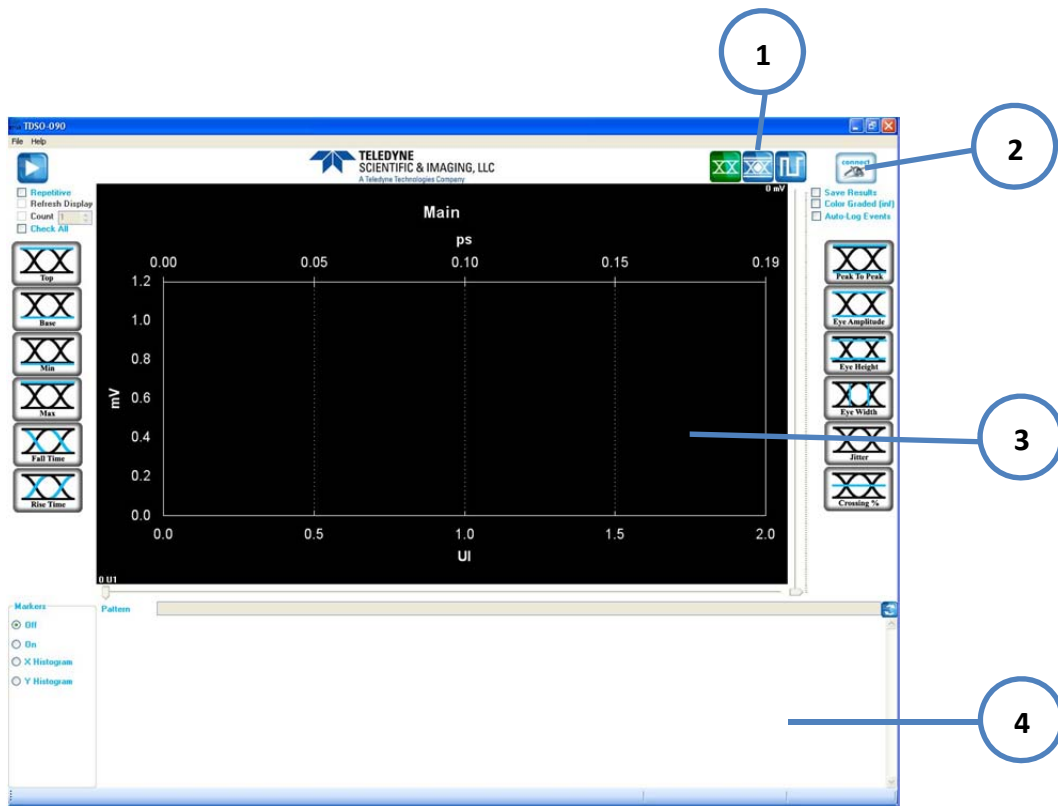 1
2
3
4
TDSO-090
File Help
TELEDYNE
SCIENTIFIC & IMAGING, LLC
A Teledyne Technologies Company
connect
Repetitive
Refresh Display
Count 1
Check All
Save Results
Color Graded (inf)
Auto-Log Events
Top
Base
Min
Max
Fall Time
Rise Time
0 mV
Main
ps
0.00 0.05 0.10 0.15 0.19
1.2
1.0
0.8
0.6
0.4
0.2
0.0
mV
0.0 0.5 1.0 1.5 2.0
UI
0 UI
Peak To Peak
Eye Amplitude
Eye Height
Eye Width
Jitter
Crossing %
Markers
Off
On
X Histogram
Y Histogram
Pattern